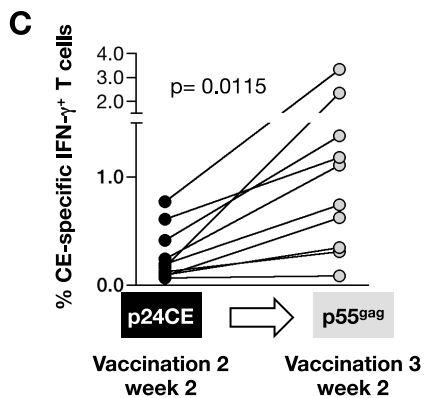 C
% CE-specific IFN-γ⁺ T cells
4.0
3.0
2.0
1.0
0.0
p= 0.0115
p24CE
p55ᵍᵃᵍ
Vaccination 2
week 2
Vaccination 3
week 2